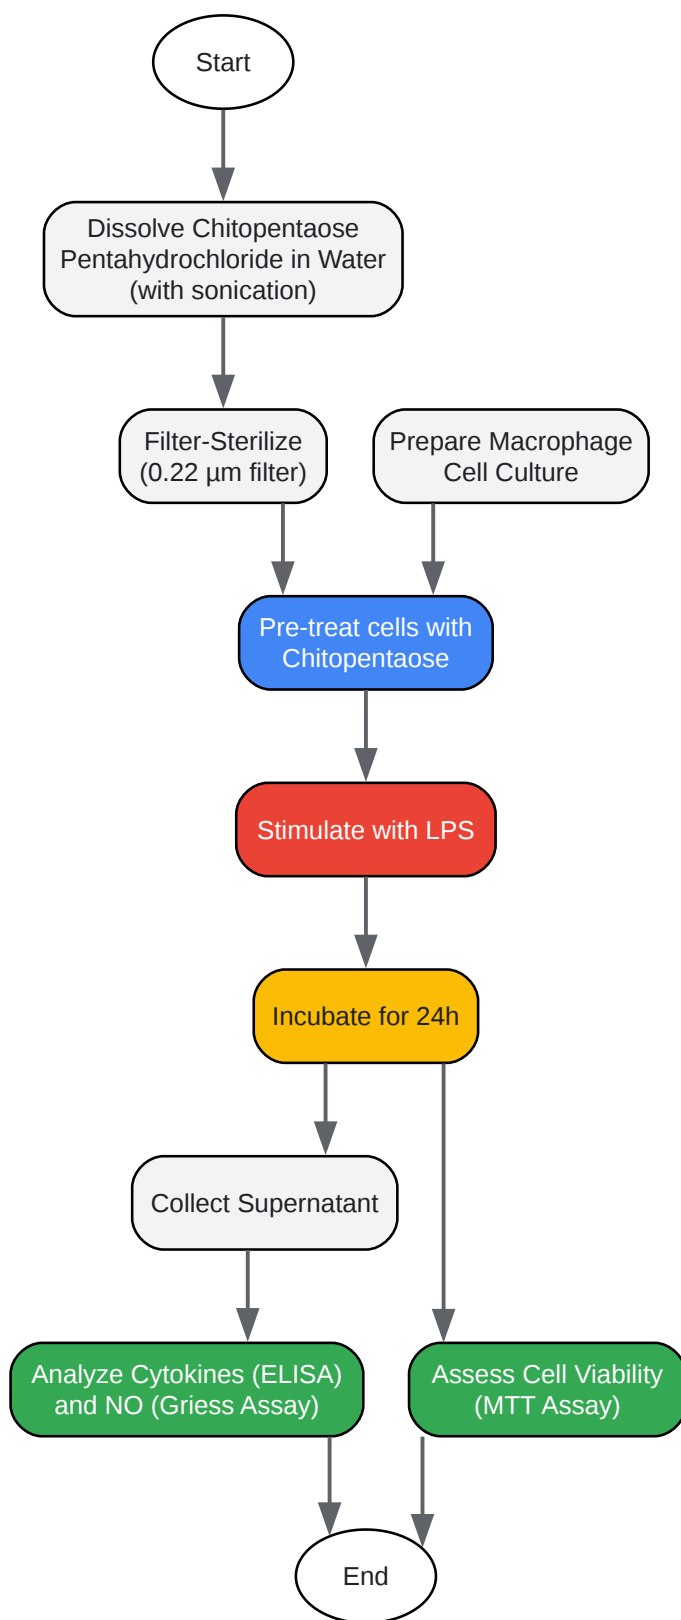 Start
Dissolve Chitopentaose
Pentahydrochloride in Water
(with sonication)
Filter-Sterilize
(0.22 µm filter)
Prepare Macrophage
Cell Culture
Pre-treat cells with
Chitopentaose
Stimulate with LPS
Incubate for 24h
Collect Supernatant
Analyze Cytokines (ELISA)
and NO (Griess Assay)
Assess Cell Viability
(MTT Assay)
End